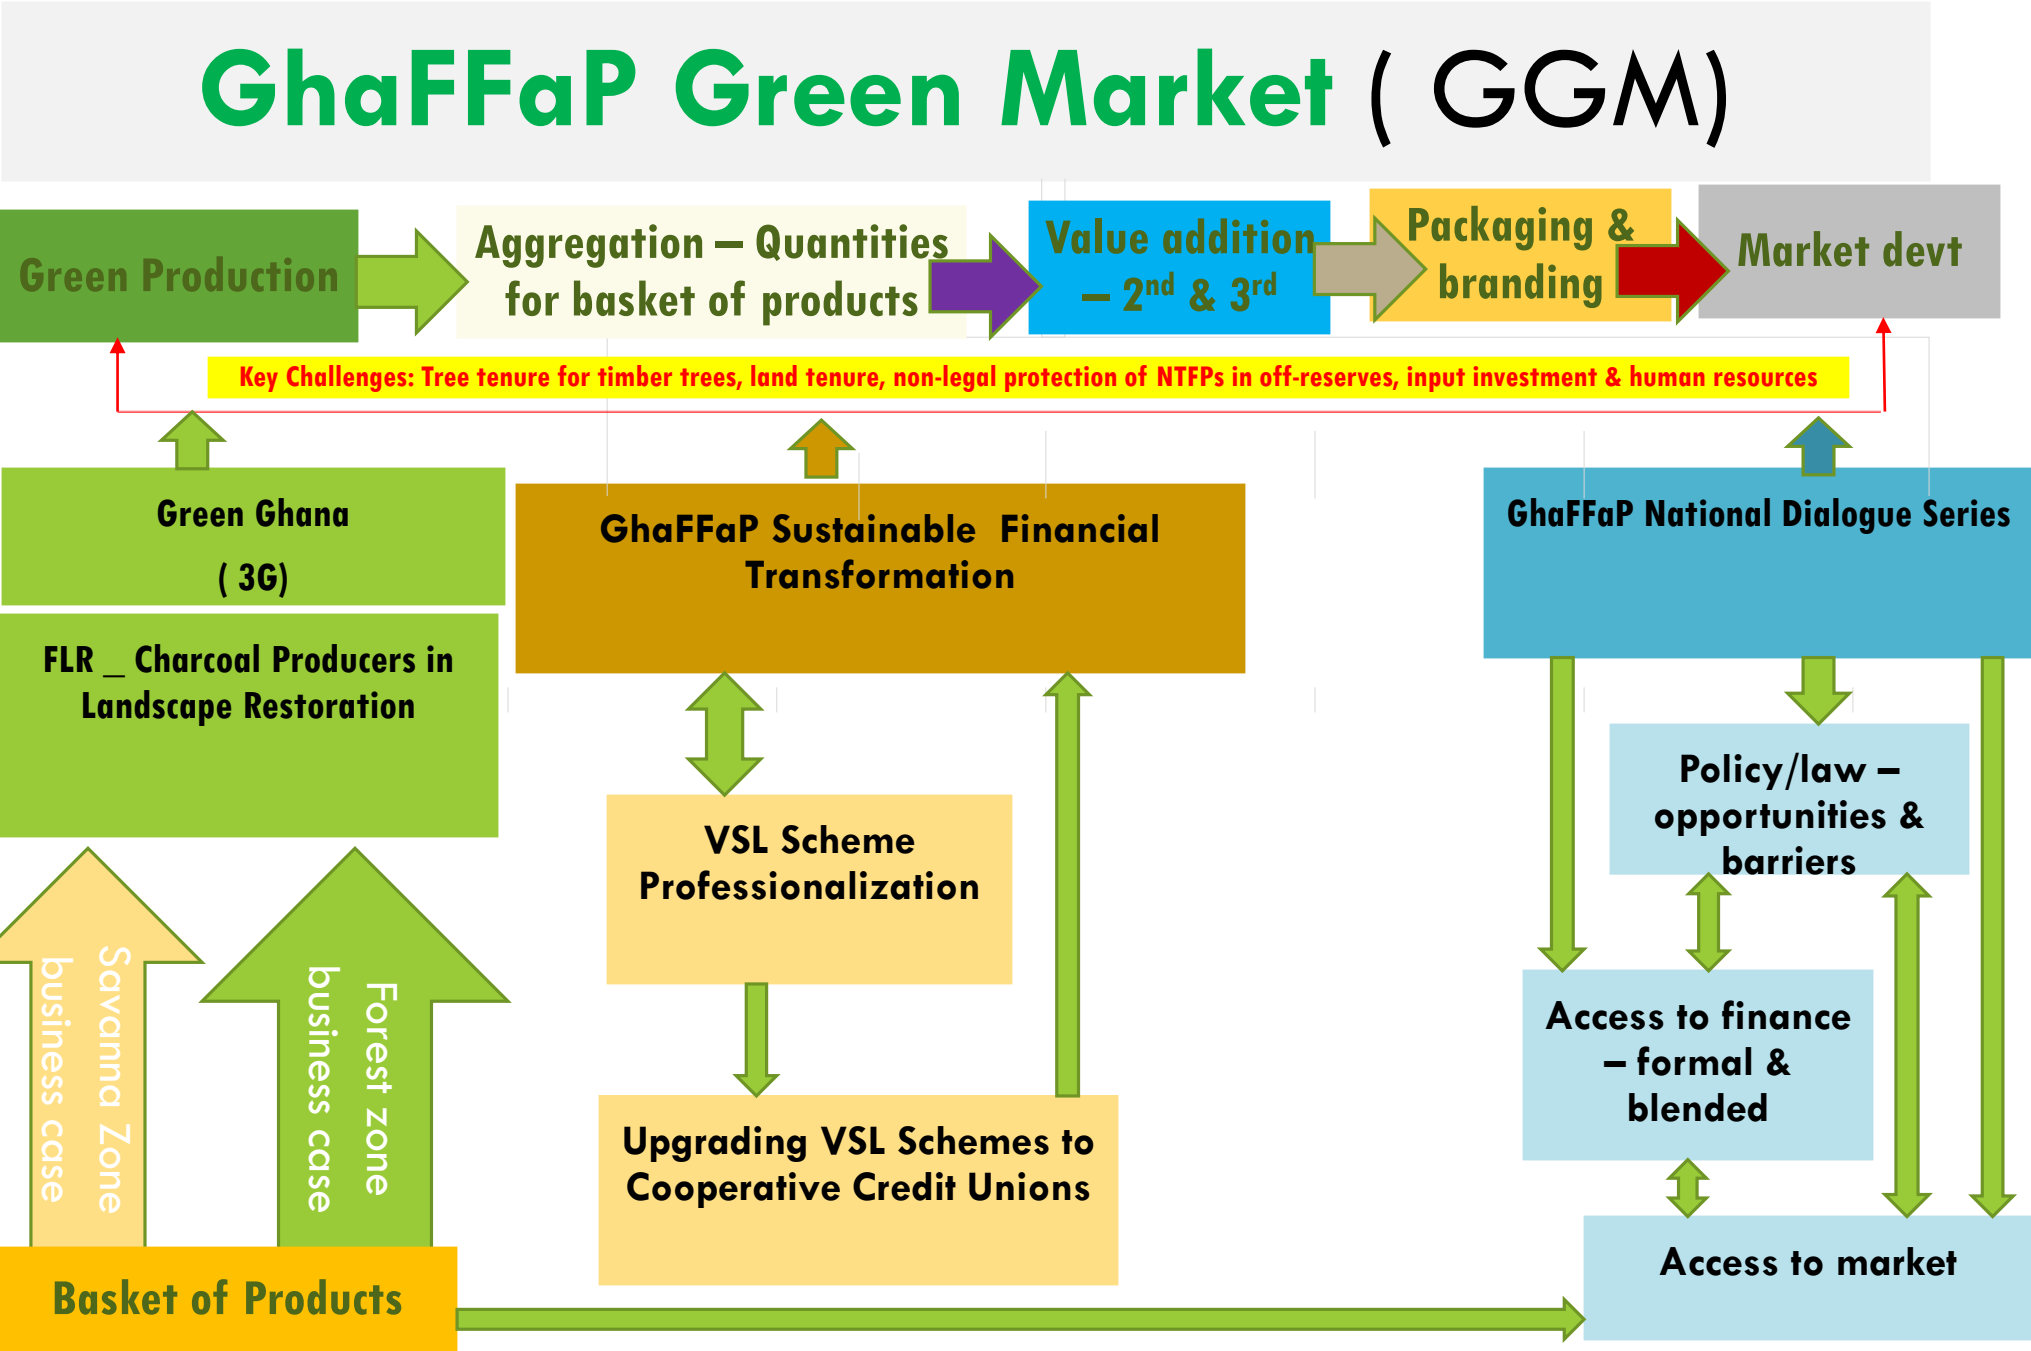 GhaFFaP Green Market ( GGM)
Green Production
Aggregation – Quantities
for basket of products
Value addition
– 2nd & 3rd
Packaging &
branding
Market devt
Key Challenges: Tree tenure for timber trees, land tenure, non-legal protection of NTFPs in off-reserves, input investment & human resources
Green Ghana
( 3G)
FLR _ Charcoal Producers in
Landscape Restoration
Savanna Zone
business case
Forest zone
business case
Basket of Products
GhaFFaP Sustainable  Financial
Transformation
VSL Scheme
Professionalization
Upgrading VSL Schemes to
Cooperative Credit Unions
GhaFFaP National Dialogue Series
Policy/law –
opportunities &
barriers
Access to finance
– formal &
blended
Access to market